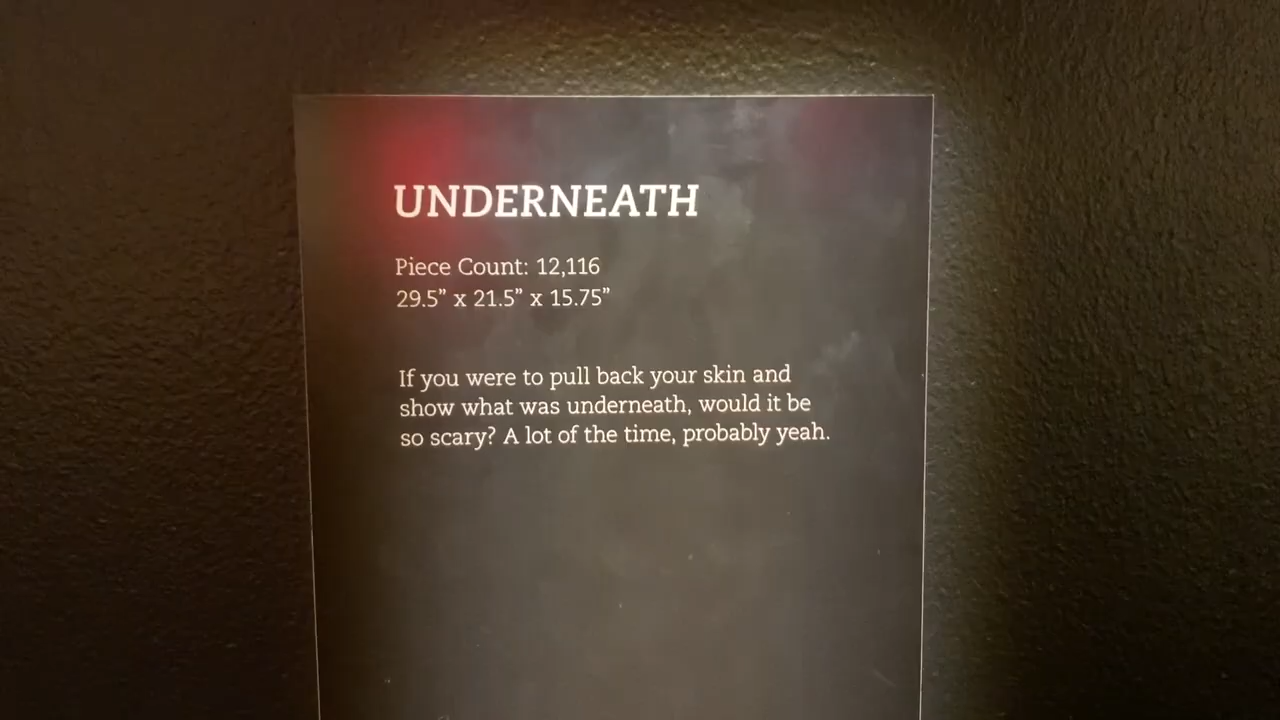 UNDERNEATH
Piece Count: 12,116
29.5” x 21.5” x 15.75”
If you were to pull back your skin and
show what was underneath, would it be
so scary? A lot of the time, probably yeah.